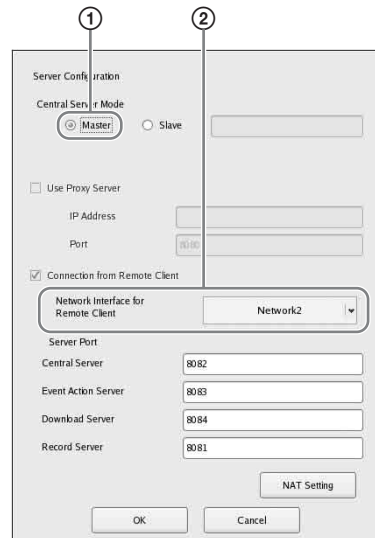 ① ②
Server Configuration
Central Server Mode
Master Slave
Use Proxy Server
IP Address
Port 8080
Connection from Remote Client
Network Interface for
Remote Client Network2
Server Port
Central Server 8082
Event Action Server 8083
Download Server 8084
Record Server 8081
NAT Setting
OK Cancel